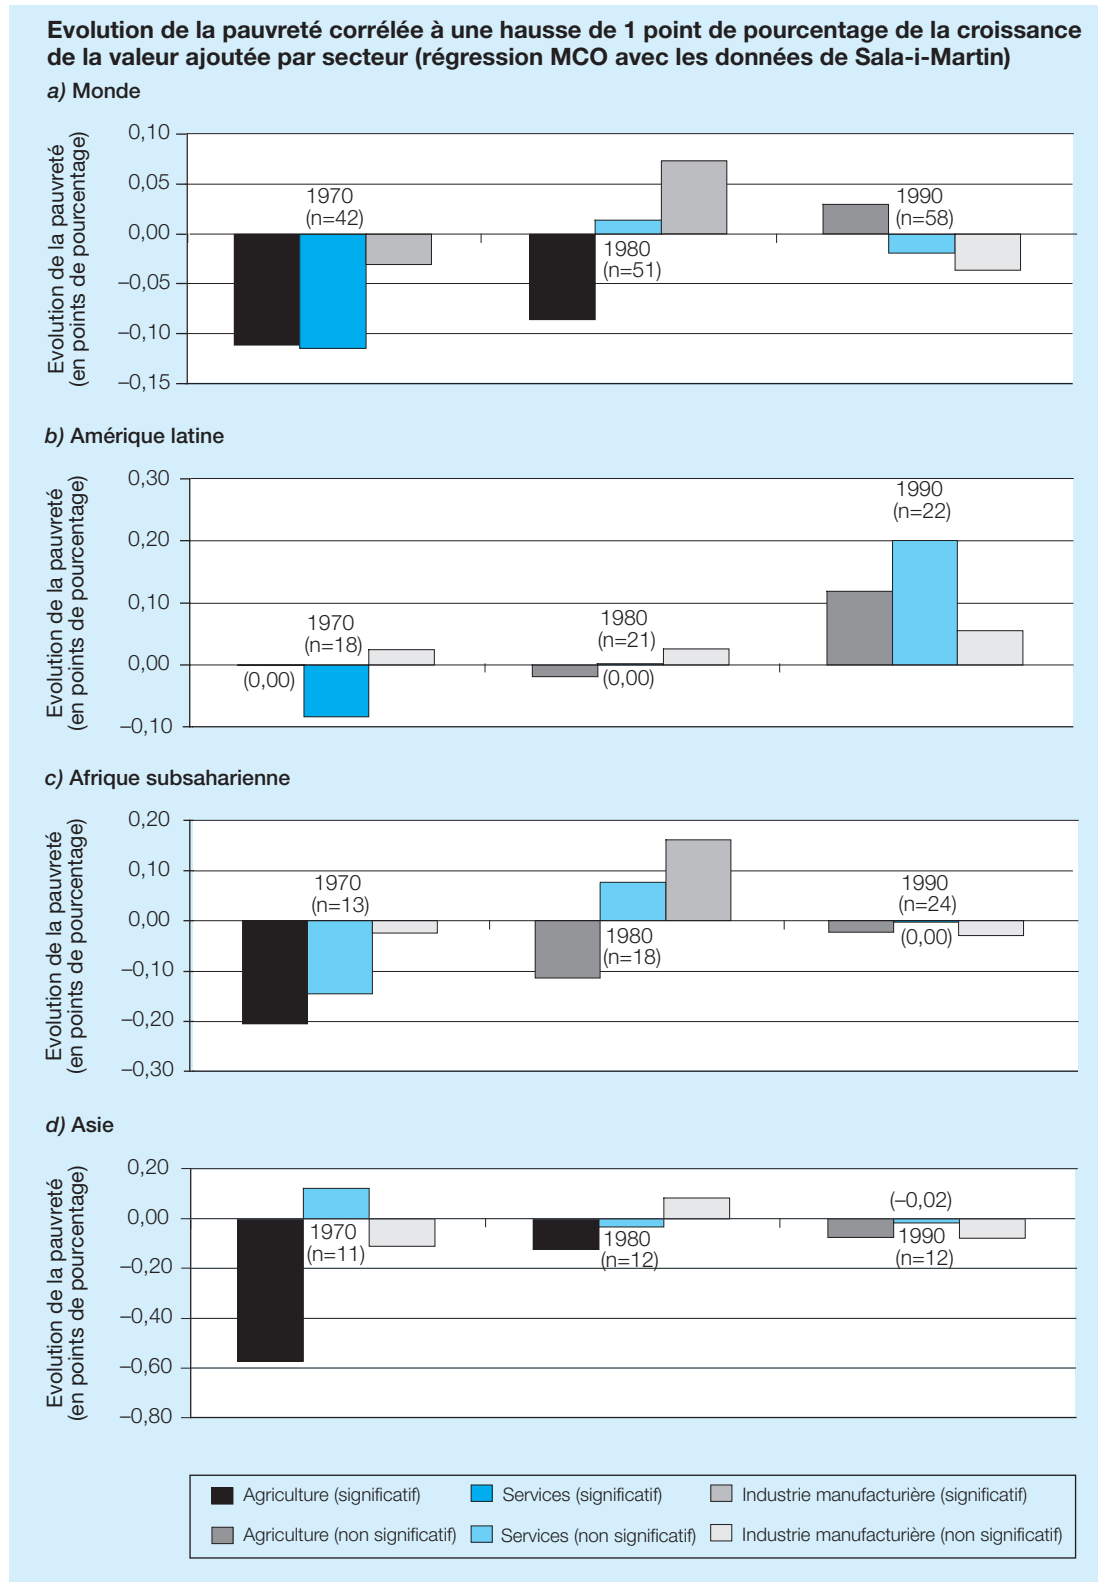 Evolution de la pauvreté corrélée à une hausse de 1 point de pourcentage de la croissance
de la valeur ajoutée par secteur (régression MCO avec les données de Sala-i-Martin)
a) Monde
Evolution de la pauvreté
(en points de pourcentage)
0,10
0,05
0,00
–0,05
–0,10
–0,15
1970
(n=42)
1980
(n=51)
1990
(n=58)
b) Amérique latine
Evolution de la pauvreté
(en points de pourcentage)
0,30
0,20
0,10
0,00
–0,10
(0,00)
1970
(n=18)
1980
(n=21)
(0,00)
1990
(n=22)
c) Afrique subsaharienne
Evolution de la pauvreté
(en points de pourcentage)
0,20
0,10
0,00
–0,10
–0,20
–0,30
1970
(n=13)
1980
(n=18)
1990
(n=24)
(0,00)
d) Asie
Evolution de la pauvreté
(en points de pourcentage)
0,20
0,00
–0,20
–0,40
–0,60
–0,80
1970
(n=11)
1980
(n=12)
(–0,02)
1990
(n=12)
Agriculture (significatif)
Services (significatif)
Industrie manufacturière (significatif)
Agriculture (non significatif)
Services (non significatif)
Industrie manufacturière (non significatif)